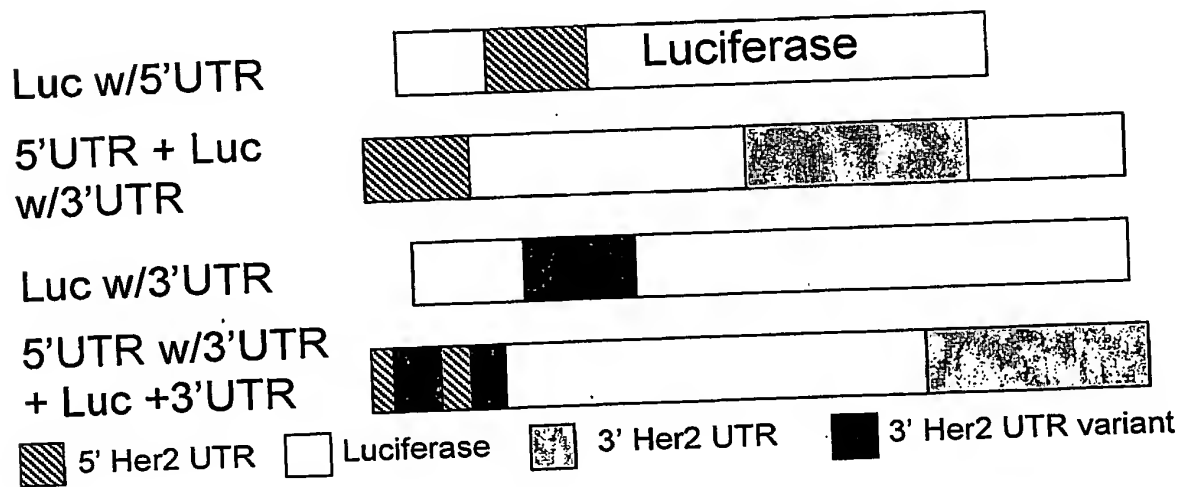 Luc w/5'UTR
Luciferase
5'UTR + Luc
w/3'UTR
Luc w/3'UTR
5'UTR w/3'UTR
+ Luc +3'UTR
5' Her2 UTR
Luciferase
3' Her2 UTR
3' Her2 UTR variant